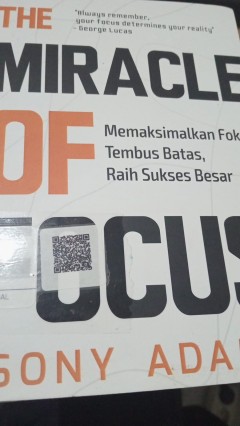 THE
'Always remember,
your focus determines your reality'
- George Lucas
MIRACLE
OF
Memaksimalkan Fok
Tembus Batas,
Raih Sukses Besar
FOCUS
SONY ADA